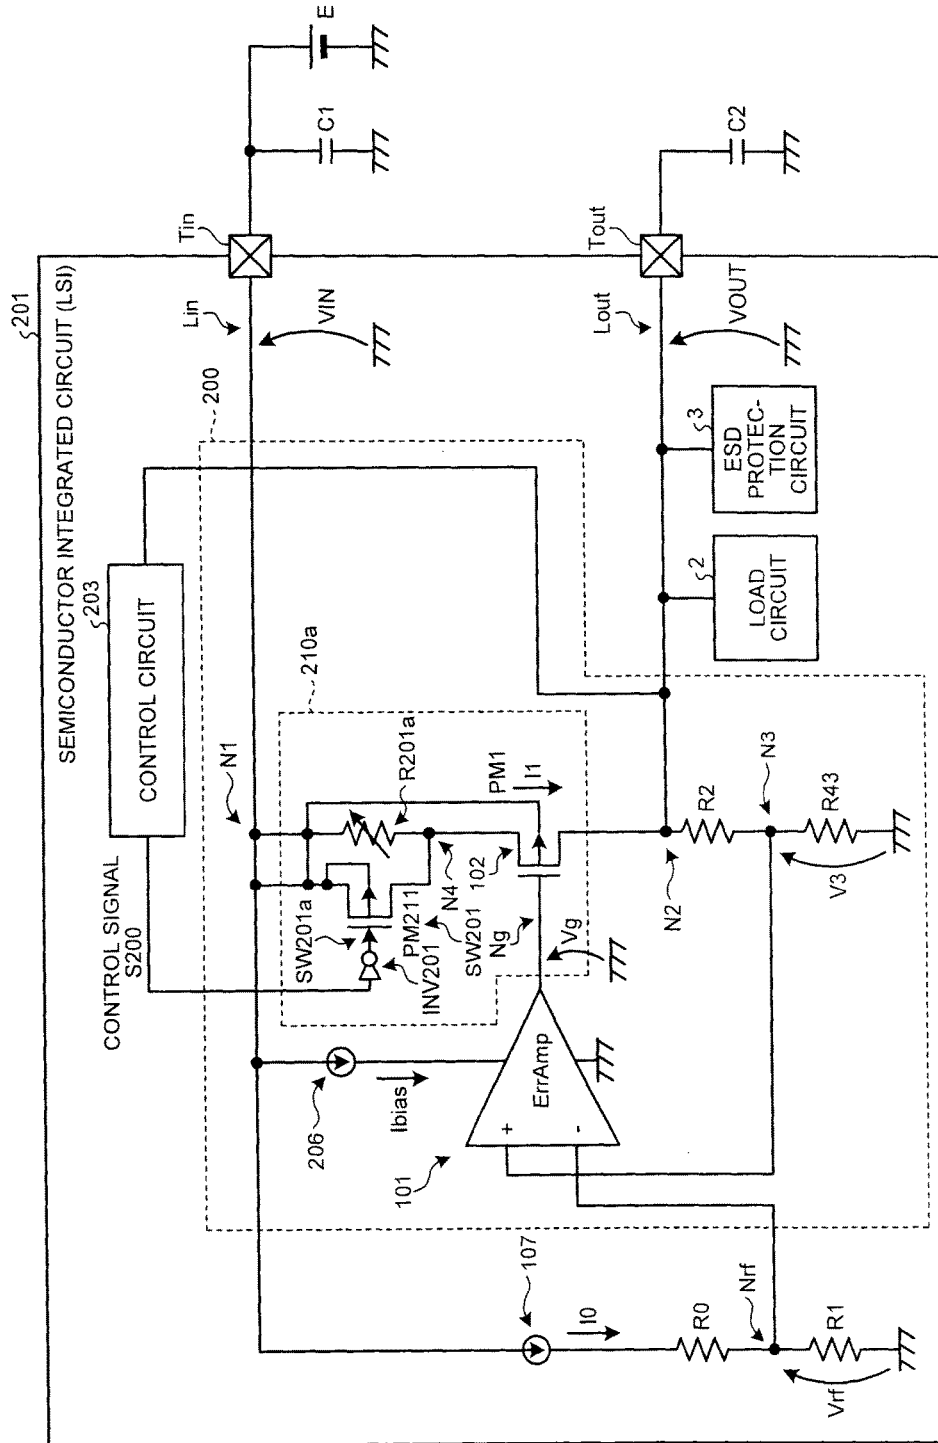 201
SEMICONDUCTOR INTEGRATED CIRCUIT (LSI)
CONTROL SIGNAL
S200
203
CONTROL CIRCUIT
200
N1
Lin
Tin
VIN
C1
E
210a
206
Ibias
SW201a
INV201
PM211
SW201
R201a
N4
102
PM1
I1
Ng
Vg
101
ErrAmp
+
-
107
I0
R0
Nrf
R1
Vrf
N2
R2
N3
R43
V3
2
LOAD
CIRCUIT
3
ESD
PROTEC-
TION
CIRCUIT
Lout
Tout
VOUT
C2